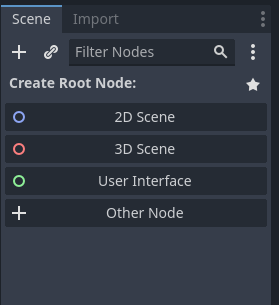 Scene Import
Filter Nodes
Create Root Node:
2D Scene
3D Scene
User Interface
Other Node